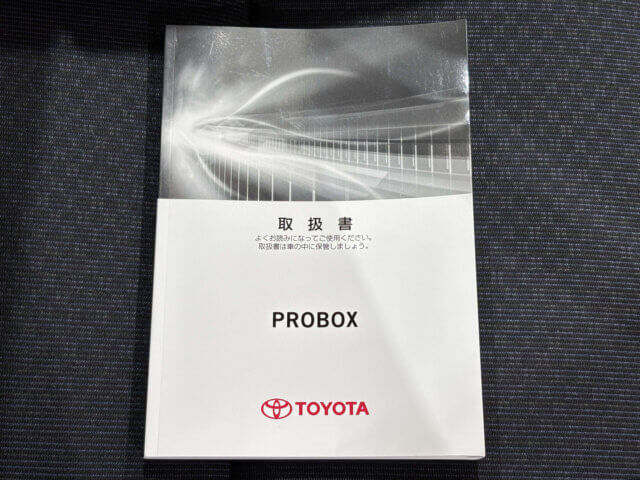 取扱書
よくお読みになってご使用ください。
取扱書は車の中に保管しましょう。
PROBOX
TOYOTA